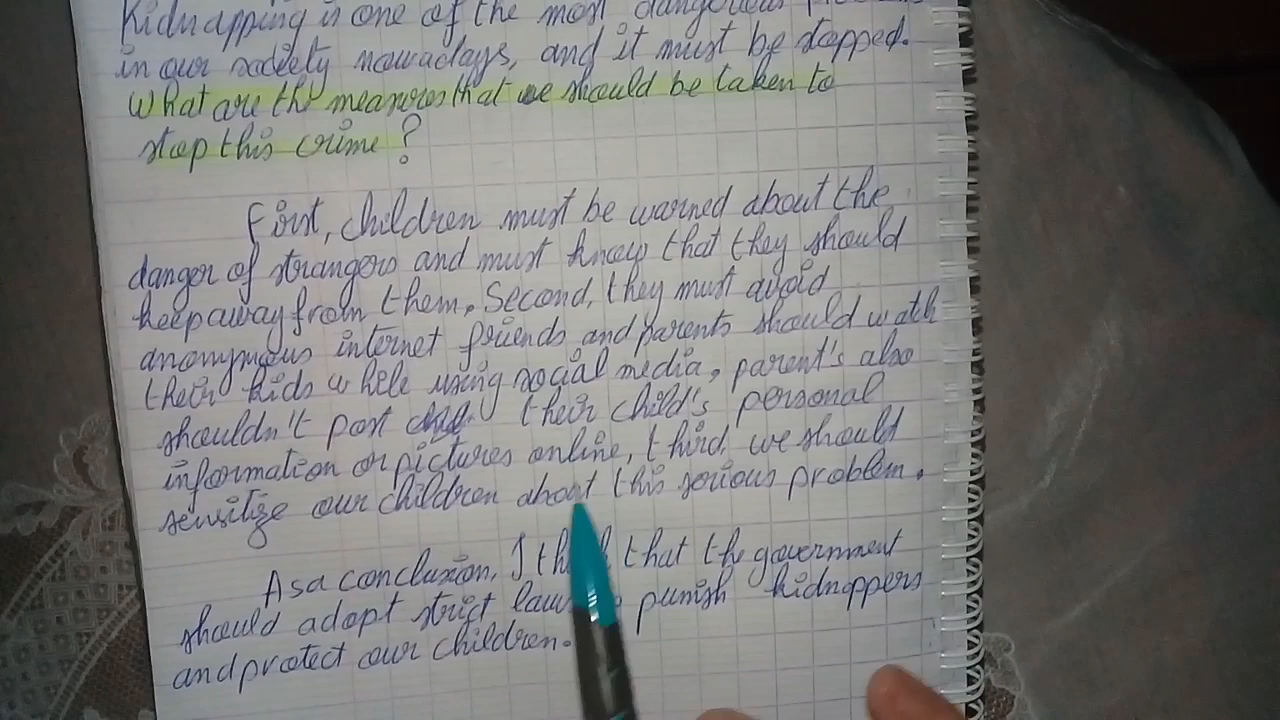 Kidnapping is one of the most dangerous
in our society nowadays, and it must be stopped.
What are the measures that we should be taken to
stop this crime ?
First, children must be warned about the
danger of strangers and must know that they should
keep away from them. Second, they must avoid
anonymous internet friends and parents should watch
their kids while using social media, parent's also
shouldn't post their child's personal
information or pictures online, third, we should
sensitize our children about this serious problem.
As a conclusion, I that the government
should adopt strict punish kidnappers
and protect our children.